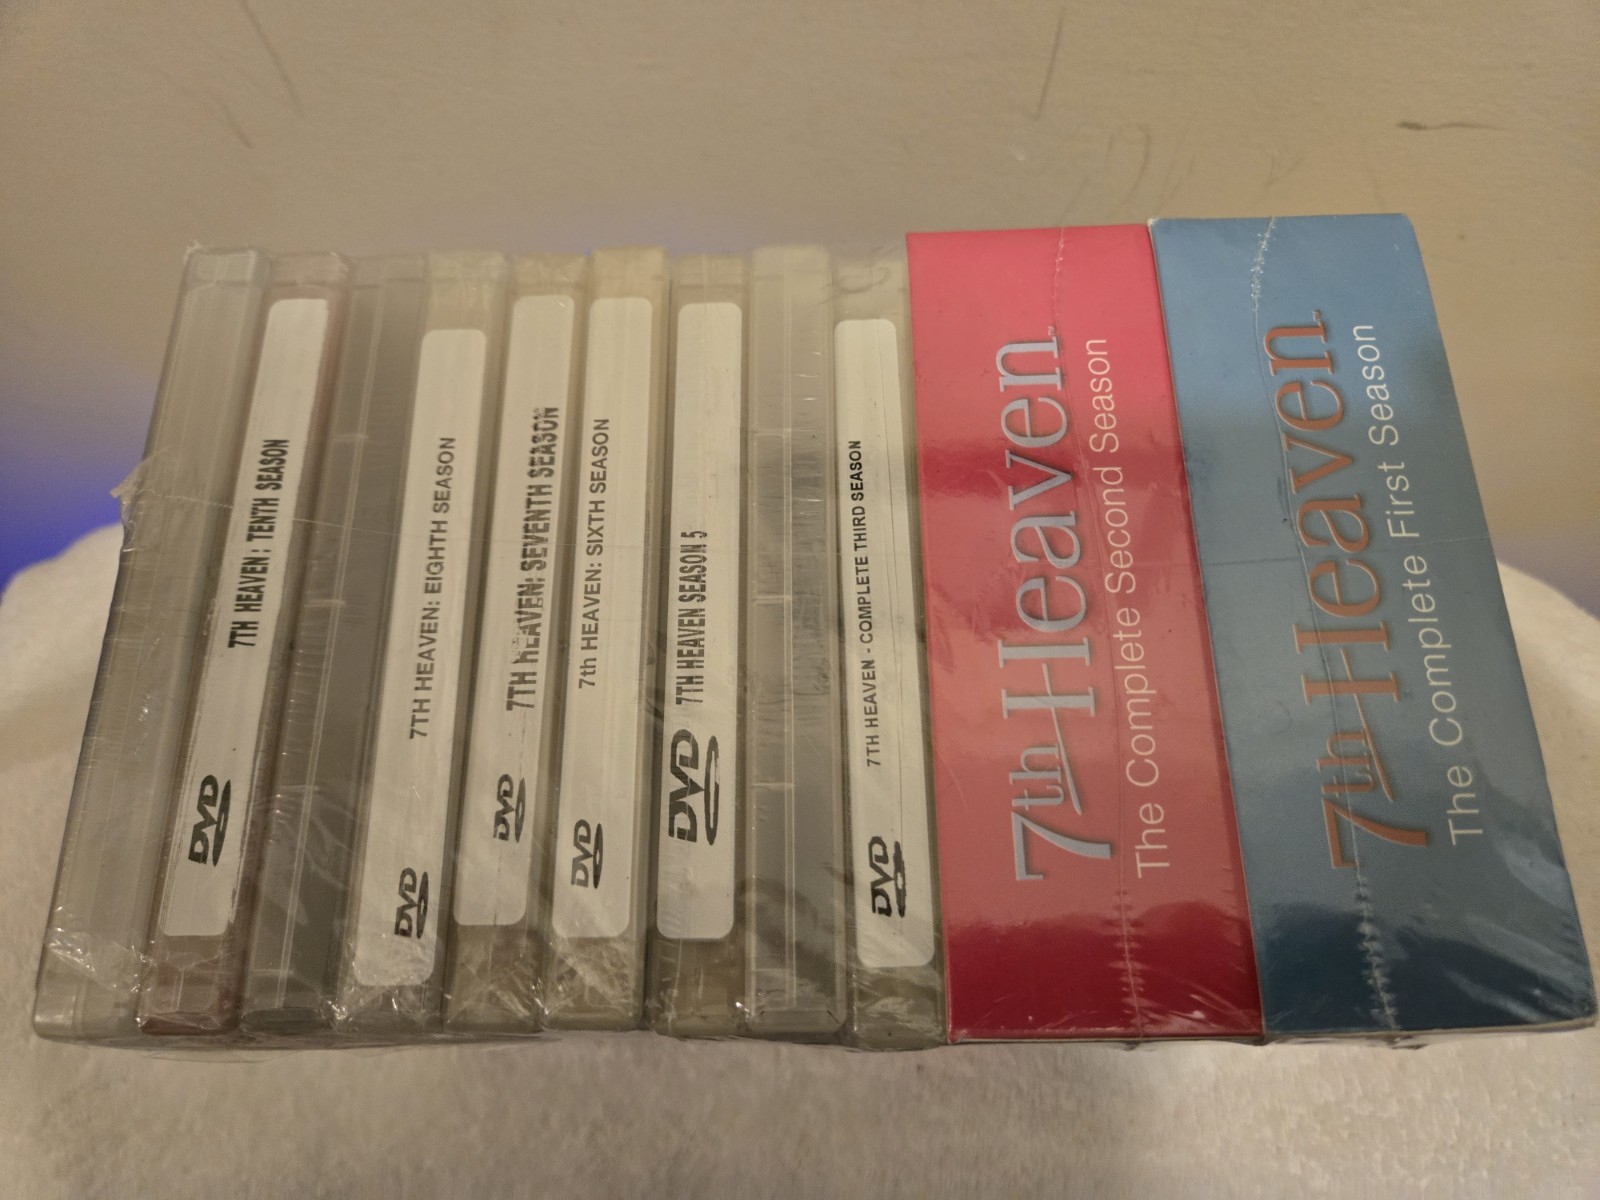 DVD
7TH HEAVEN: TENTH SEASON
DVD
7TH HEAVEN: EIGHTH SEASON
DVD
7TH HEAVEN: SEVENTH SEASON
DVD
7th HEAVEN: SIXTH SEASON
DVD
7TH HEAVEN SEASON 5
DVD
7TH HEAVEN - COMPLETE THIRD SEASON
7th Heaven™
The Complete Second Season
7th Heaven™
The Complete First Season